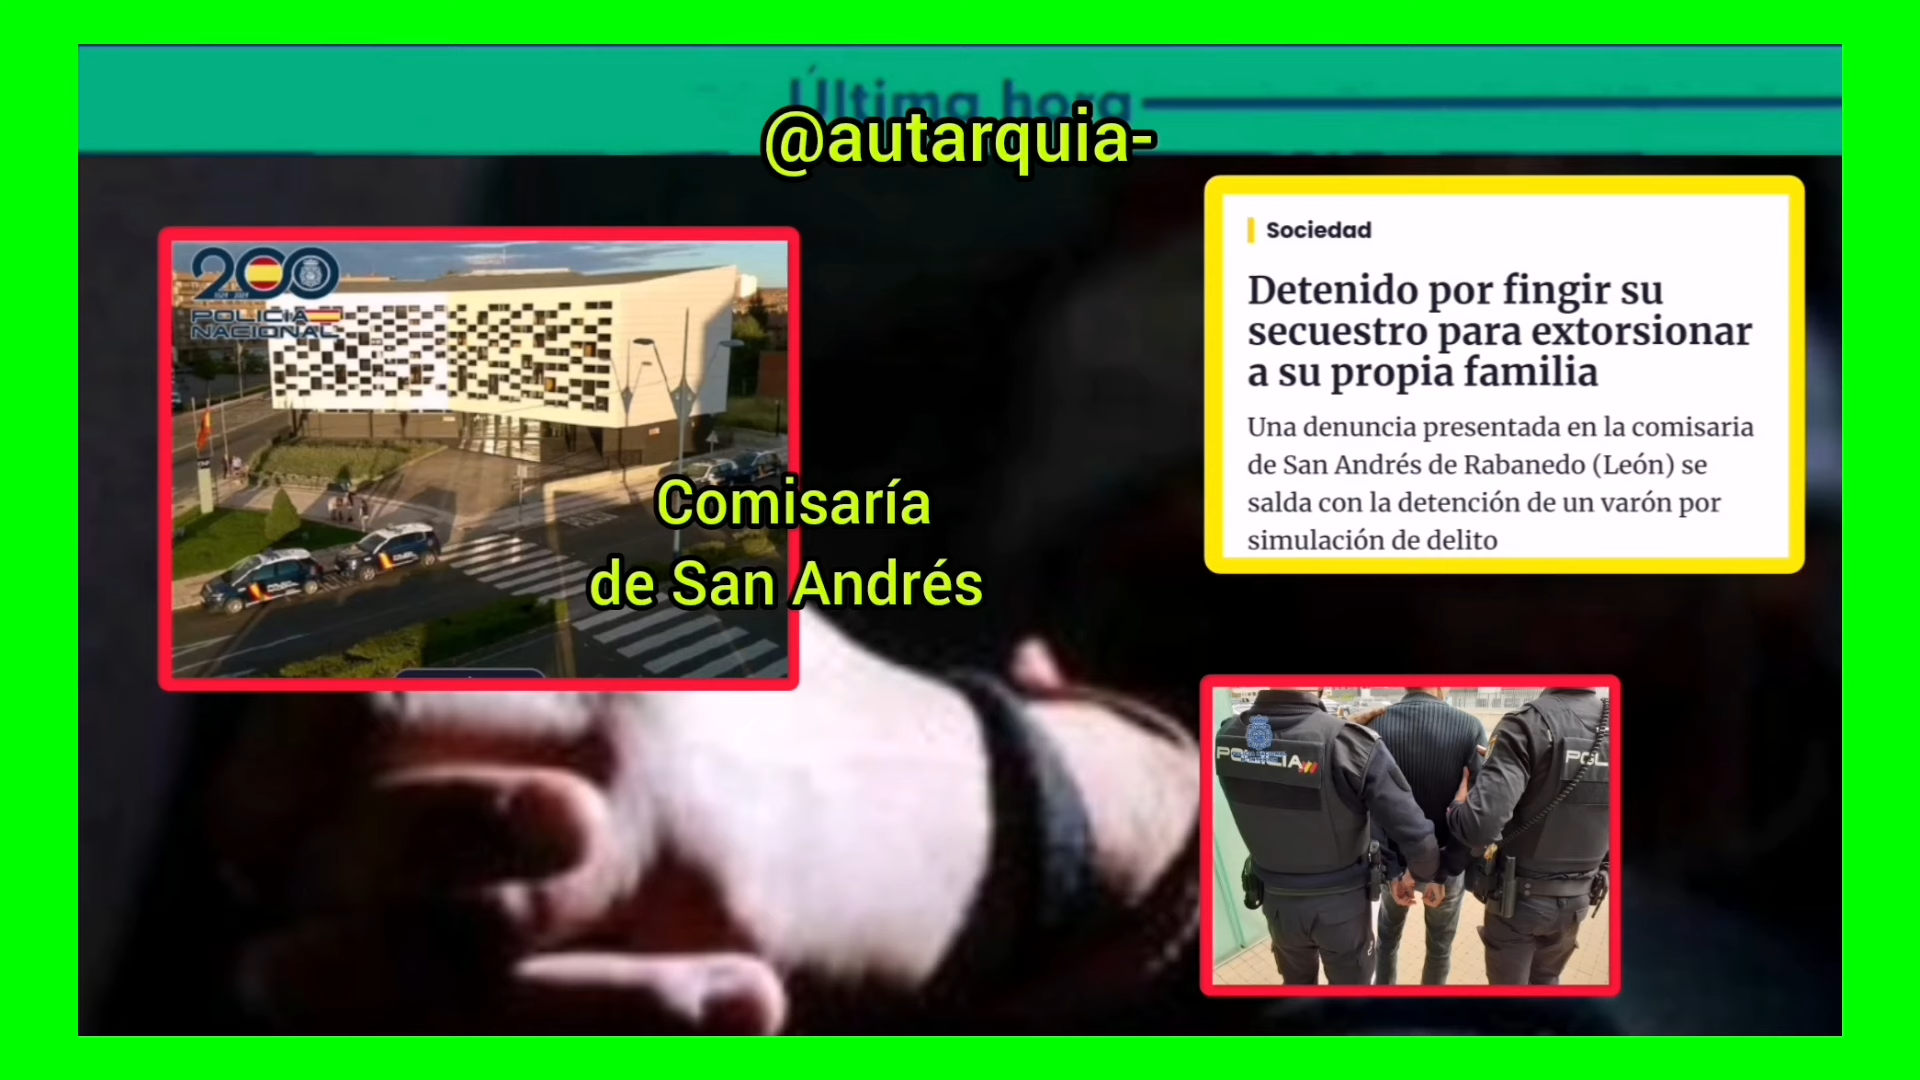 Última hora
@autarquia-
200
POLICÍA
NACIONAL
Sociedad
Detenido por fingir su
secuestro para extorsionar
a su propia familia
Una denuncia presentada en la comisaria
de San Andrés de Rabanedo (León) se
salda con la detención de un varón por
simulación de delito
Comisaría
de San Andrés
POLICIA
POL